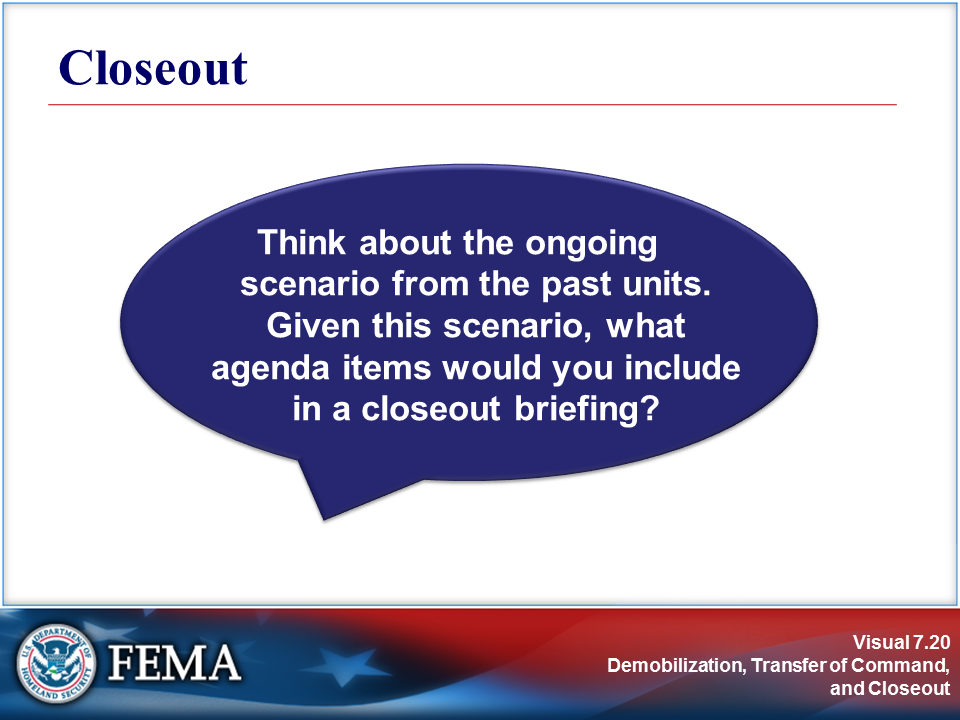 Closeout
Think about the ongoing
scenario from the past units.
Given this scenario, what
agenda items would you include
in a closeout briefing?
U.S. DEPARTMENT OF
HOMELAND SECURITY
FEMA
Visual 7.20
Demobilization, Transfer of Command,
and Closeout